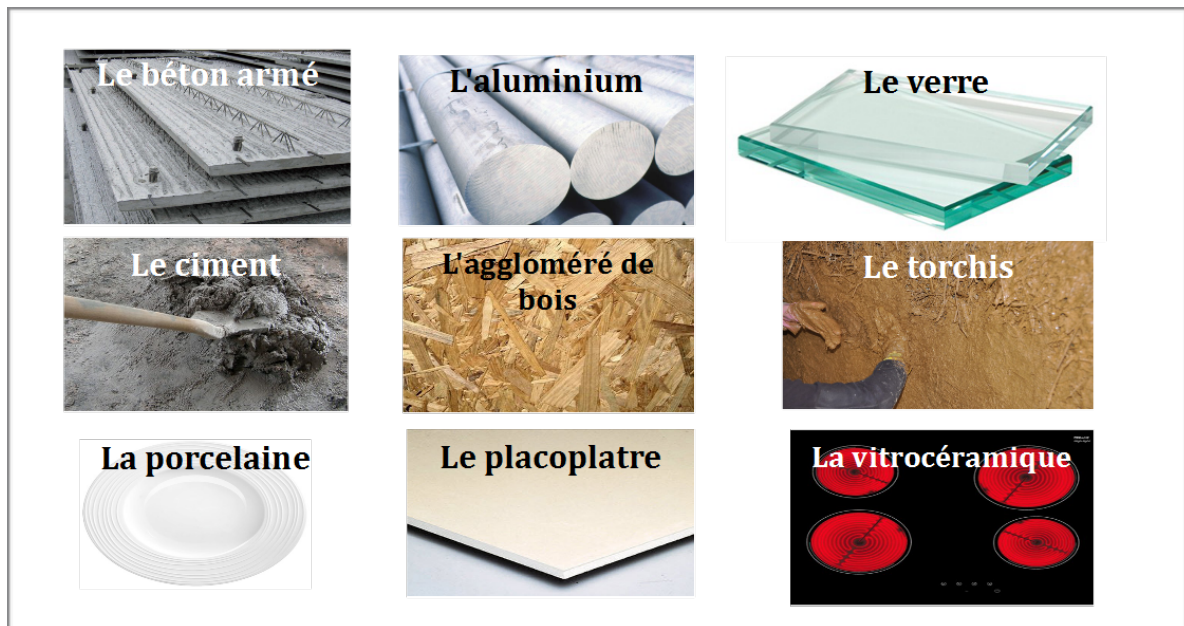 Le béton armé
L'aluminium
Le verre
Le ciment
L'aggloméré de
bois
Le torchis
La porcelaine
Le placoplatre
La vitrocéramique